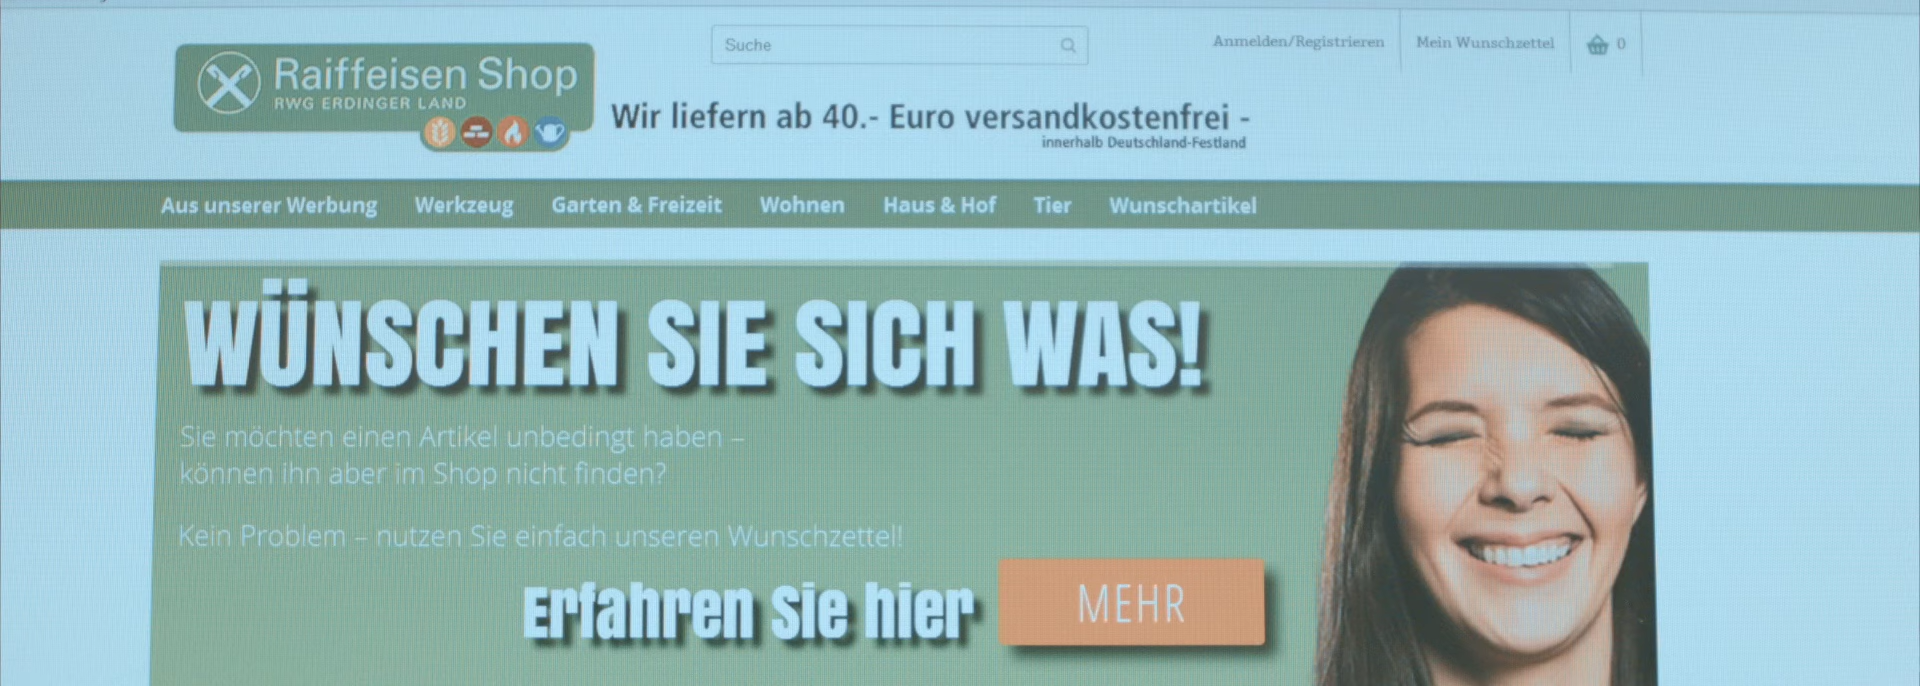 Raiffeisen Shop
RWG ERDINGER LAND
Suche
Anmelden/Registrieren
Mein Wunschzettel
0
Wir liefern ab 40.- Euro versandkostenfrei -
innerhalb Deutschland-Festland
Aus unserer Werbung Werkzeug Garten & Freizeit Wohnen Haus & Hof Tier Wunschartikel
WÜNSCHEN SIE SICH WAS!
Sie möchten einen Artikel unbedingt haben –
können ihn aber im Shop nicht finden?
Kein Problem – nutzen Sie einfach unseren Wunschzettel!
Erfahren Sie hier MEHR